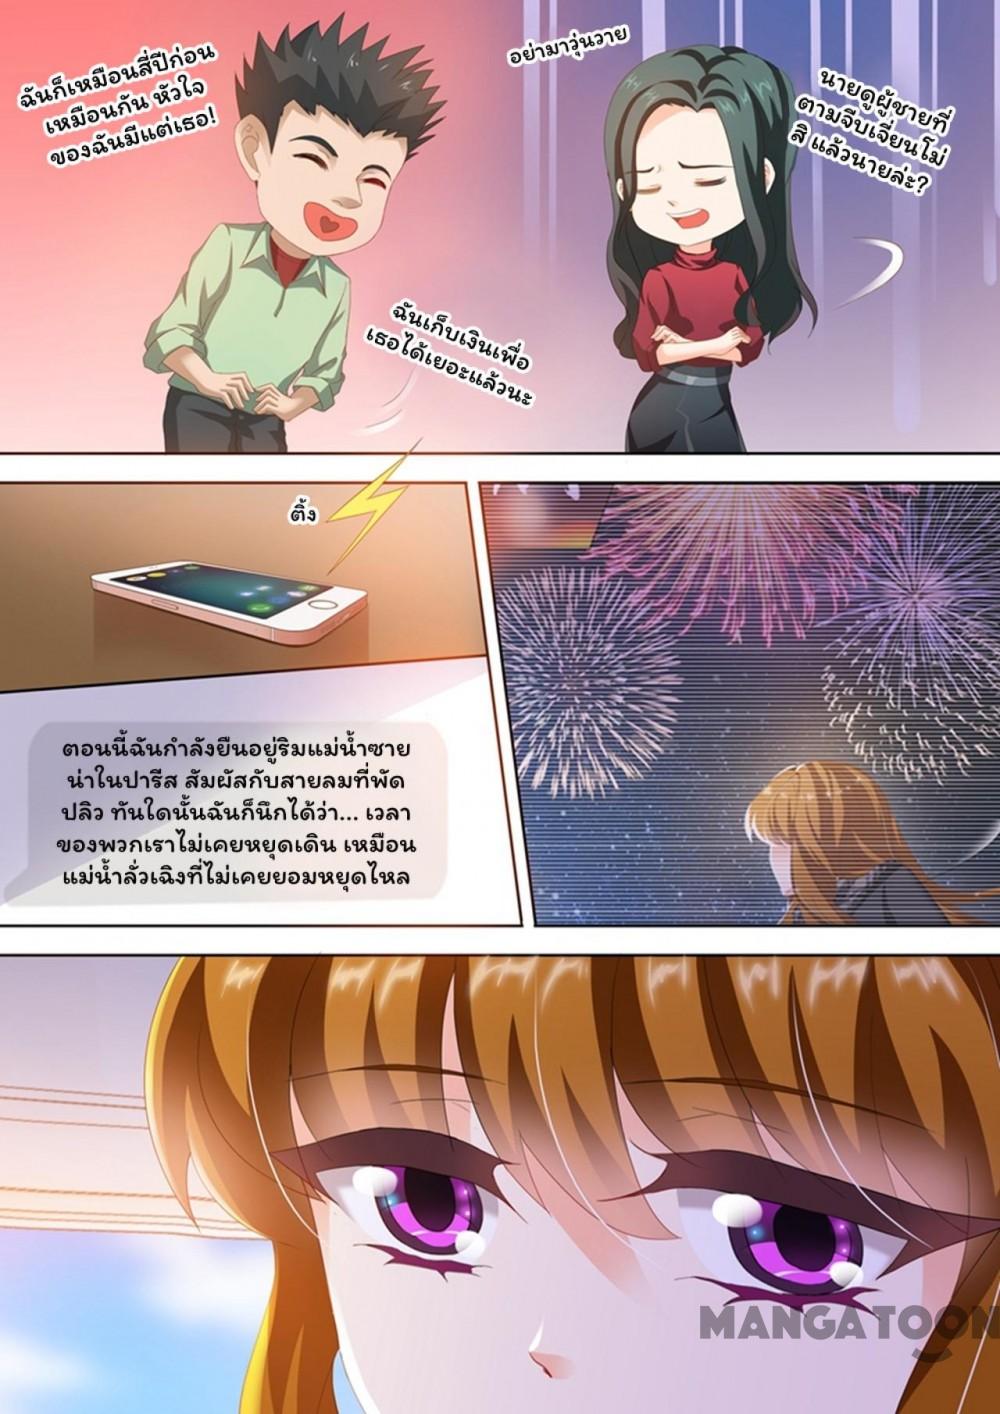 ฉันก็เหมือนสี่ปีก่อน
เหมือนกัน หัวใจ
ของฉันมีแต่เธอ!
อย่ามาวุ่นวาย
นายดูผู้ชายที่
ตามจีบเจี่ยนโม่
สิ แล้วนายล่ะ?
ฉันเก็บเงินเพื่อ
เธอได้เยอะแล้วนะ
ติ้ง
ตอนนี้ฉันกำลังยืนอยู่ริมแม่น้ำซาย
น่าในปารีส สัมผัสกับสายลมที่พัด
ปลิว ทันใดนั้นฉันก็นึกได้ว่า... เวลา
ของพวกเราไม่เคยหยุดเดิน เหมือน
แม่น้ำลั่วเฉิงที่ไม่เคยยอมหยุดไหล
MANGATOON